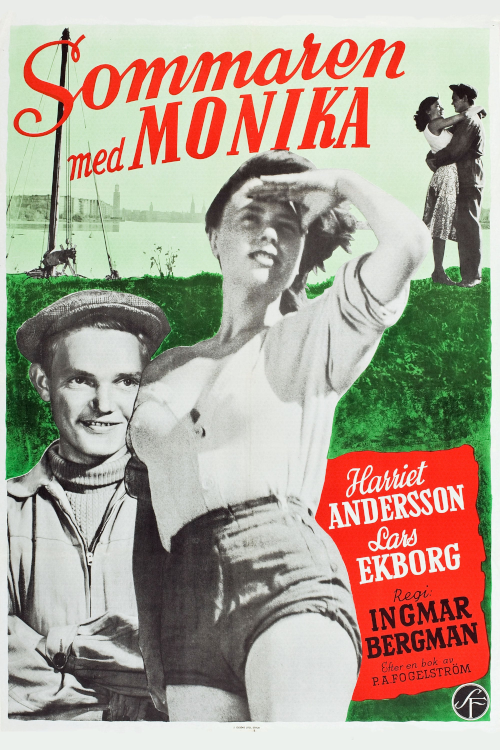 Sommaren
med MONIKA
Harriet
ANDERSSON
Lars
EKBORG
Regi:
INGMAR
BERGMAN
Efter en bok av
P.A. FOGELSTRÖM
SF